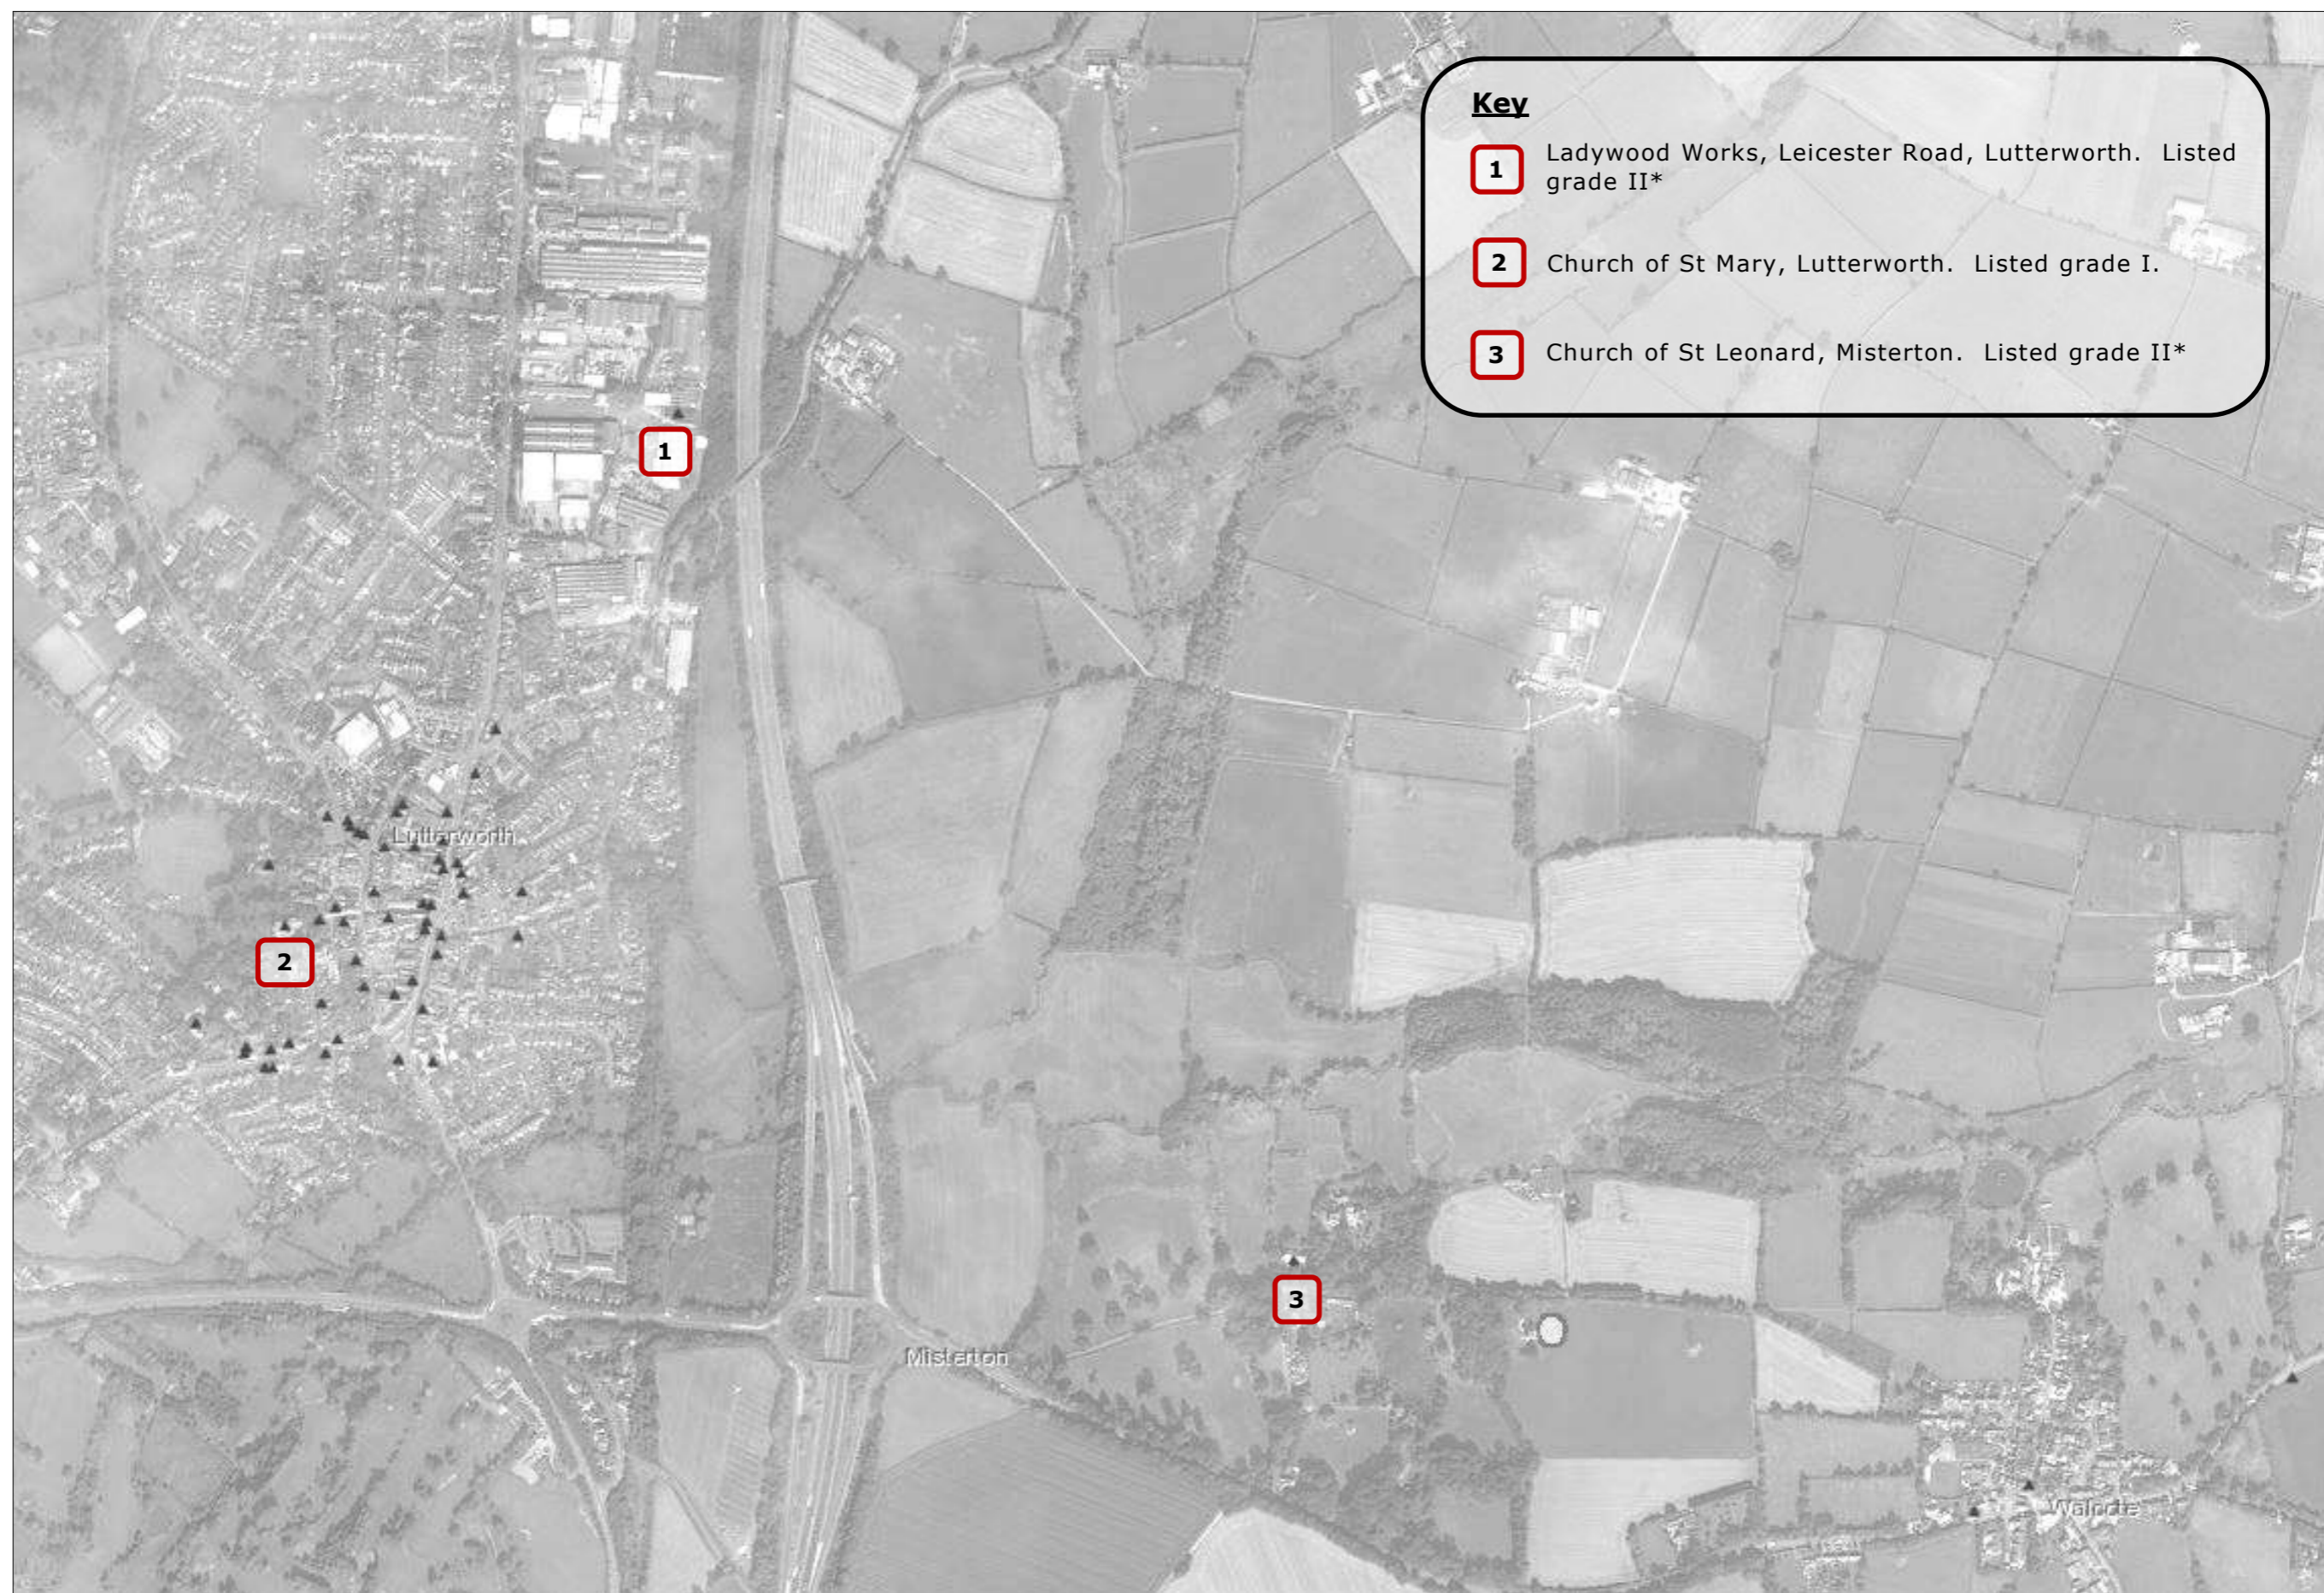 Key
1 Ladywood Works, Leicester Road, Lutterworth. Listed
grade II*
2 Church of St Mary, Lutterworth. Listed grade I.
3 Church of St Leonard, Misterton. Listed grade II*
1
Lutterworth
2
3
Misterton
Walcote